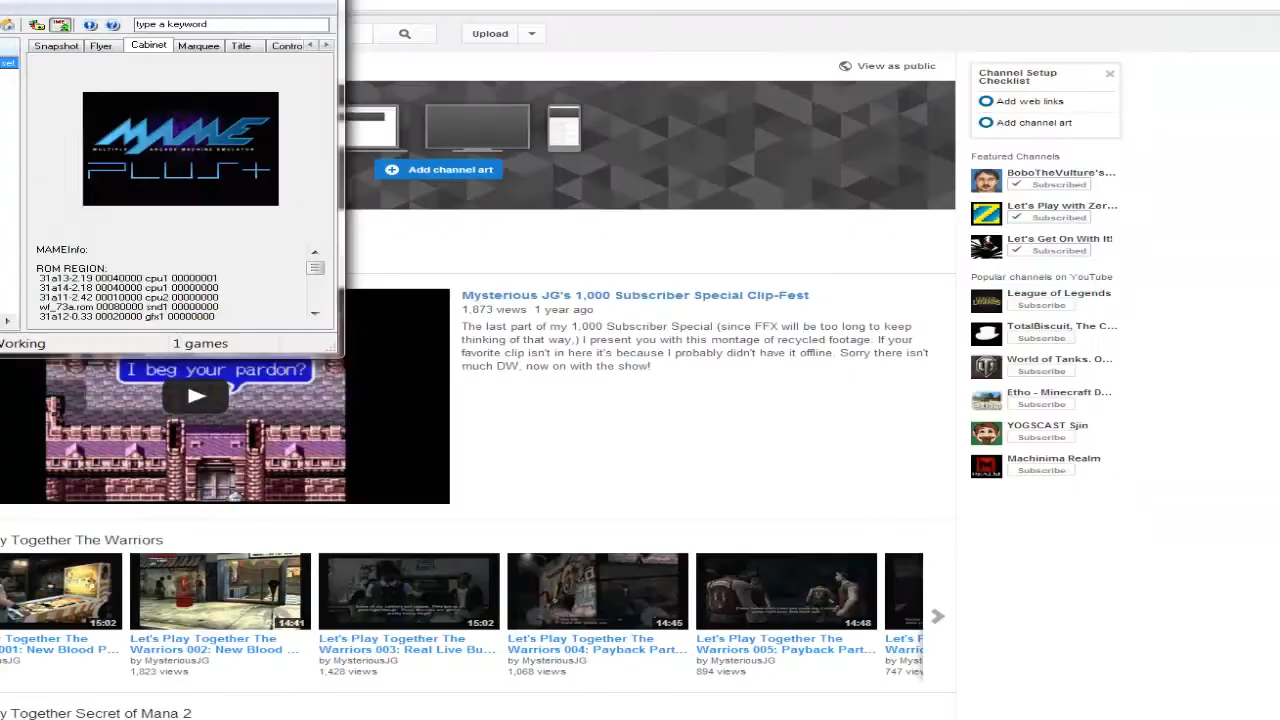 type a keyword
Snapshot Flyer Cabinet Marquee Title Contro
sel
MAME
MULTIPLE ARCADE MACHINE EMULATOR
PLUS+
MAMEInfo:
ROM REGION:
31a13-2.19 00040000 cpu1 00000001
31a14-2.18 00040000 cpu1 00000000
31a11-2.42 00010000 cpu2 00000000
wl_73a.rom 00080000 snd1 00000000
31a12-0.33 00020000 gfx1 00000000
Working
1 games
Upload
View as public
Add channel art
Channel Setup
Checklist
Add web links
Add channel art
Featured Channels
BoboTheVulture's...
Subscribed
Let's Play with Zer...
Subscribed
Let's Get On With It!
Subscribed
Popular channels on YouTube
League of Legends
Subscribe
TotalBiscuit, The C...
Subscribe
World of Tanks. O...
Subscribe
Etho - Minecraft D...
Subscribe
YOGSCAST Sjin
Subscribe
Machinima Realm
Subscribe
Mysterious JG's 1,000 Subscriber Special Clip-Fest
1,873 views 1 year ago
The last part of my 1,000 Subscriber Special (since FFX will be too long to keep
thinking of that way,) I present you with this montage of recycled footage. If your
favorite clip isn't in here it's because I probably didn't have it offline. Sorry there isn't
much DW, now on with the show!
I beg your pardon?
y Together The Warriors
15:02
14:41
15:02
14:45
14:48
Together The
001: New Blood P...
sJG
Let's Play Together The
Warriors 002: New Blood ...
by MysteriousJG
1,823 views
Let's Play Together The
Warriors 003: Real Live Bu...
by MysteriousJG
1,428 views
Let's Play Together The
Warriors 004: Payback Part...
by MysteriousJG
1,068 views
Let's Play Together The
Warriors 005: Payback Part...
by MysteriousJG
894 views
Let's F
Warric
by Mys
747 vie
y Together Secret of Mana 2